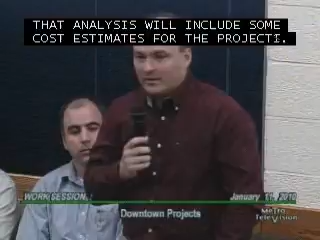 THAT ANALYSIS WILL INCLUDE SOME
COST ESTIMATES FOR THE PROJECTI.
WORK SESSION
January 11, 2010
Downtown Projects
METRO
TELEVISION